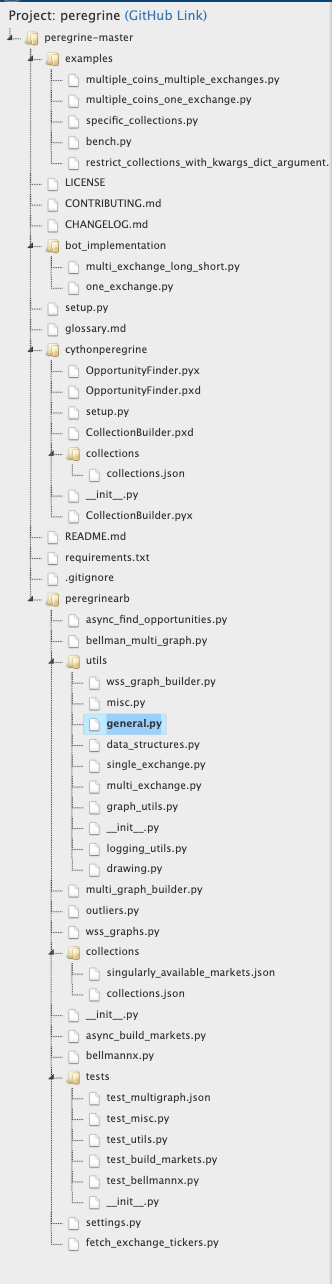 Project: peregrine (GitHub Link)
peregrine-master
examples
multiple_coins_multiple_exchanges.py
multiple_coins_one_exchange.py
specific_collections.py
bench.py
restrict_collections_with_kwargs_dict_argument.
LICENSE
CONTRIBUTING.md
CHANGELOG.md
bot_implementation
multi_exchange_long_short.py
one_exchange.py
setup.py
glossary.md
cythonperegrine
OpportunityFinder.pyx
OpportunityFinder.pxd
setup.py
CollectionBuilder.pxd
collections
collections.json
__init__.py
CollectionBuilder.pyx
README.md
requirements.txt
.gitignore
peregrinearb
async_find_opportunities.py
bellman_multi_graph.py
utils
wss_graph_builder.py
misc.py
general.py
data_structures.py
single_exchange.py
multi_exchange.py
graph_utils.py
__init__.py
logging_utils.py
drawing.py
multi_graph_builder.py
outliers.py
wss_graphs.py
collections
singularly_available_markets.json
collections.json
__init__.py
async_build_markets.py
bellmannx.py
tests
test_multigraph.json
test_misc.py
test_utils.py
test_build_markets.py
test_bellmannx.py
__init__.py
settings.py
fetch_exchange_tickers.py